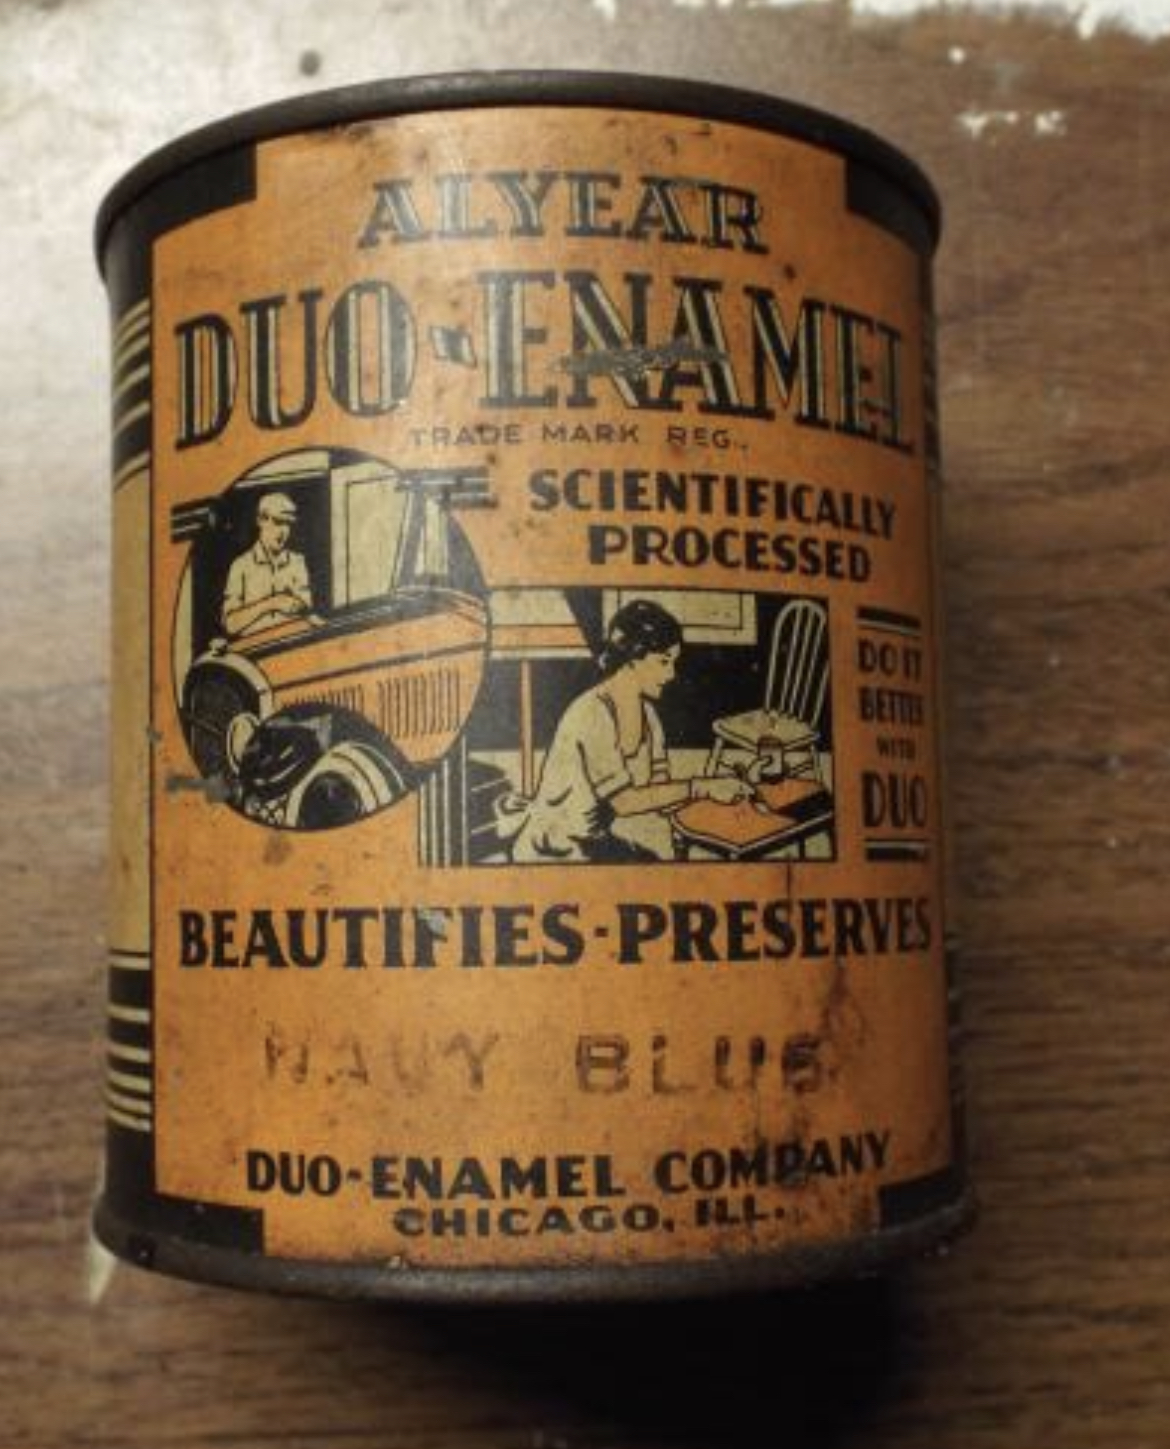 ALYEAR
DUO-ENAMEL
TRADE MARK REG.
SCIENTIFICALLY
PROCESSED
DO IT
BETTER
WITH
DUO
BEAUTIFIES-PRESERVES
NAVY BLUE
DUO-ENAMEL COMPANY
CHICAGO, ILL.